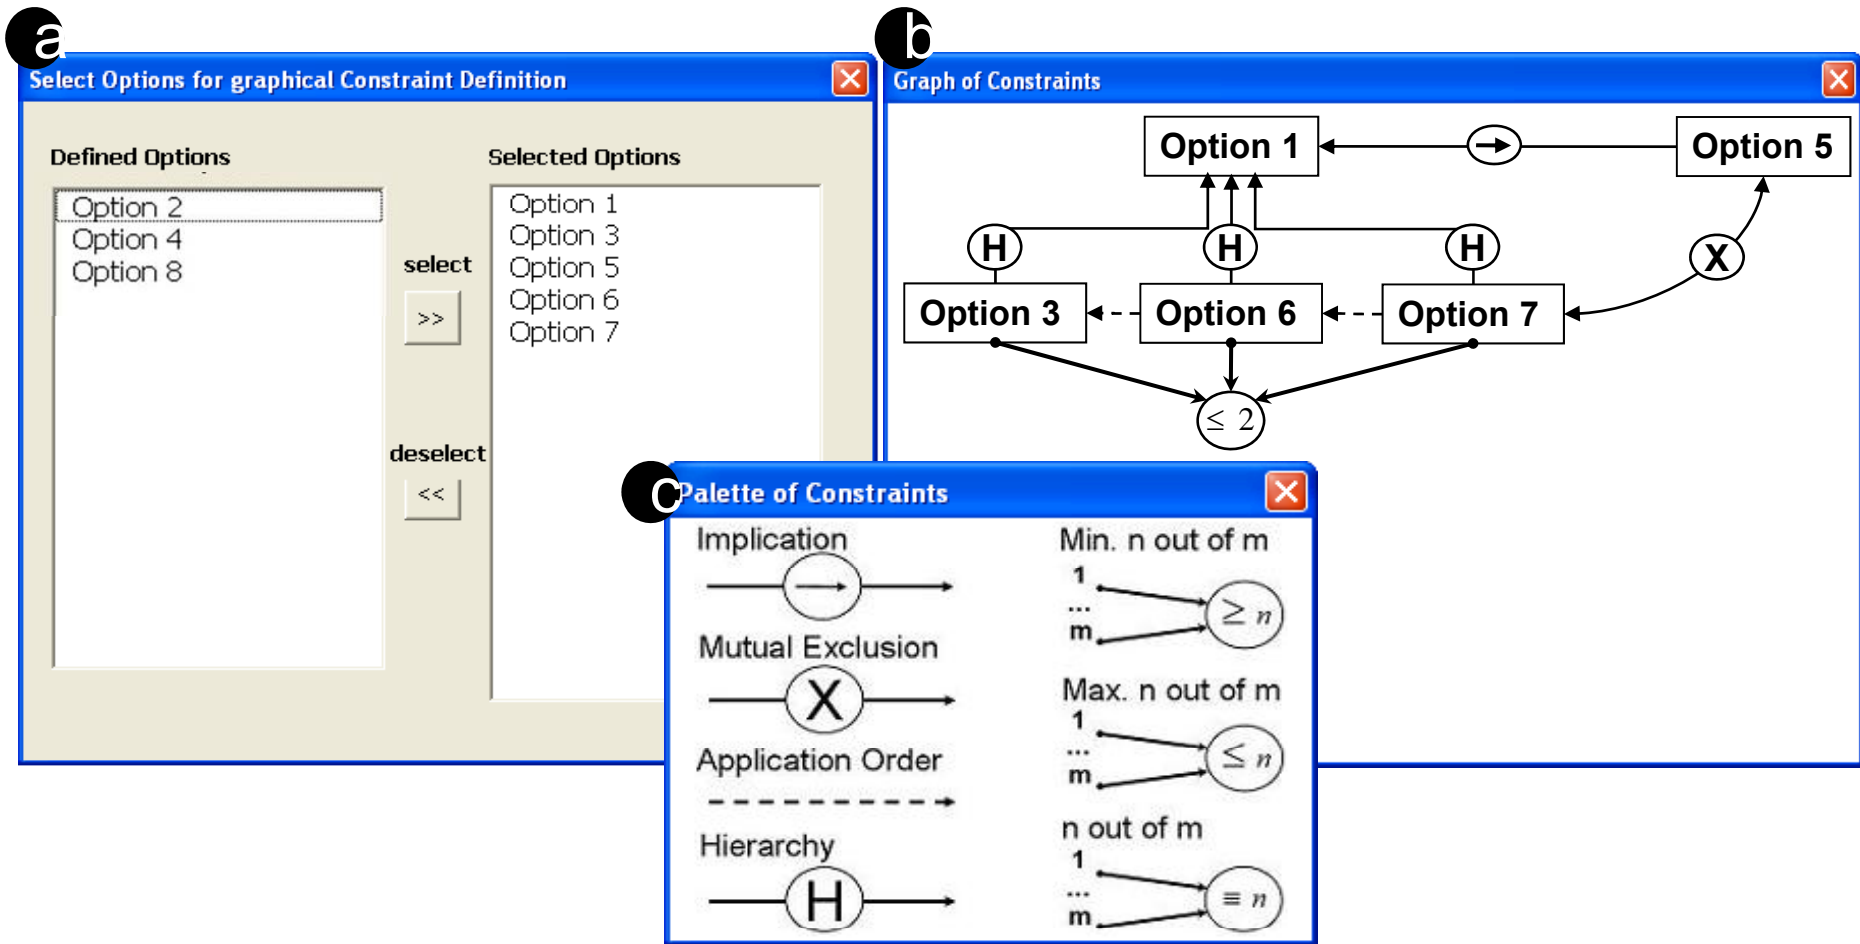 a
Select Options for graphical Constraint Definition
Defined Options
Option 2
Option 4
Option 8
select
>>
deselect
<<
Selected Options
Option 1
Option 3
Option 5
Option 6
Option 7
b
Graph of Constraints
Option 1
→
Option 5
H
H
H
X
Option 3
Option 6
Option 7
≤ 2
c
Palette of Constraints
Implication
→
Mutual Exclusion
X
Application Order
Hierarchy
H
Min. n out of m
1
...
m
≥ n
Max. n out of m
1
...
m
≤ n
n out of m
1
...
m
≡ n